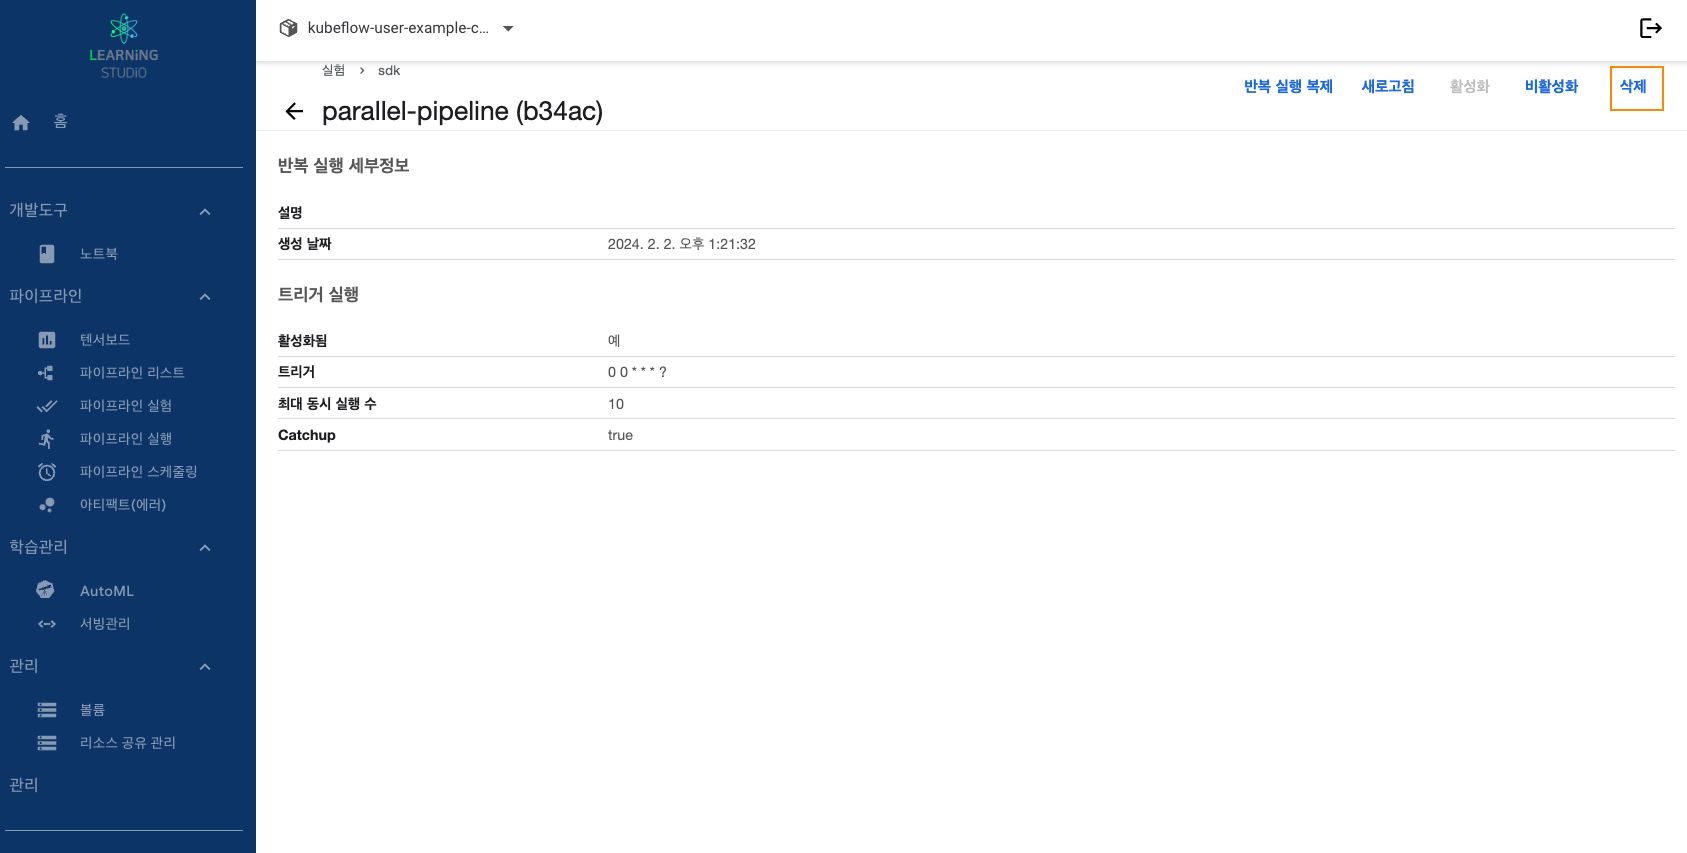 LEARNiNG
STUDIO
홈
개발도구
노트북
파이프라인
텐서보드
파이프라인 리스트
파이프라인 실험
파이프라인 실행
파이프라인 스케줄링
아티팩트(에러)
학습관리
AutoML
서빙관리
관리
볼륨
리소스 공유 관리
관리
kubeflow-user-example-c...
실험 > sdk
반복 실행 복제 새로고침 활성화 비활성화 삭제
parallel-pipeline (b34ac)
반복 실행 세부정보
설명
생성 날짜 2024. 2. 2. 오후 1:21:32
트리거 실행
활성화됨 예
트리거 0 0 * * * ?
최대 동시 실행 수 10
Catchup true